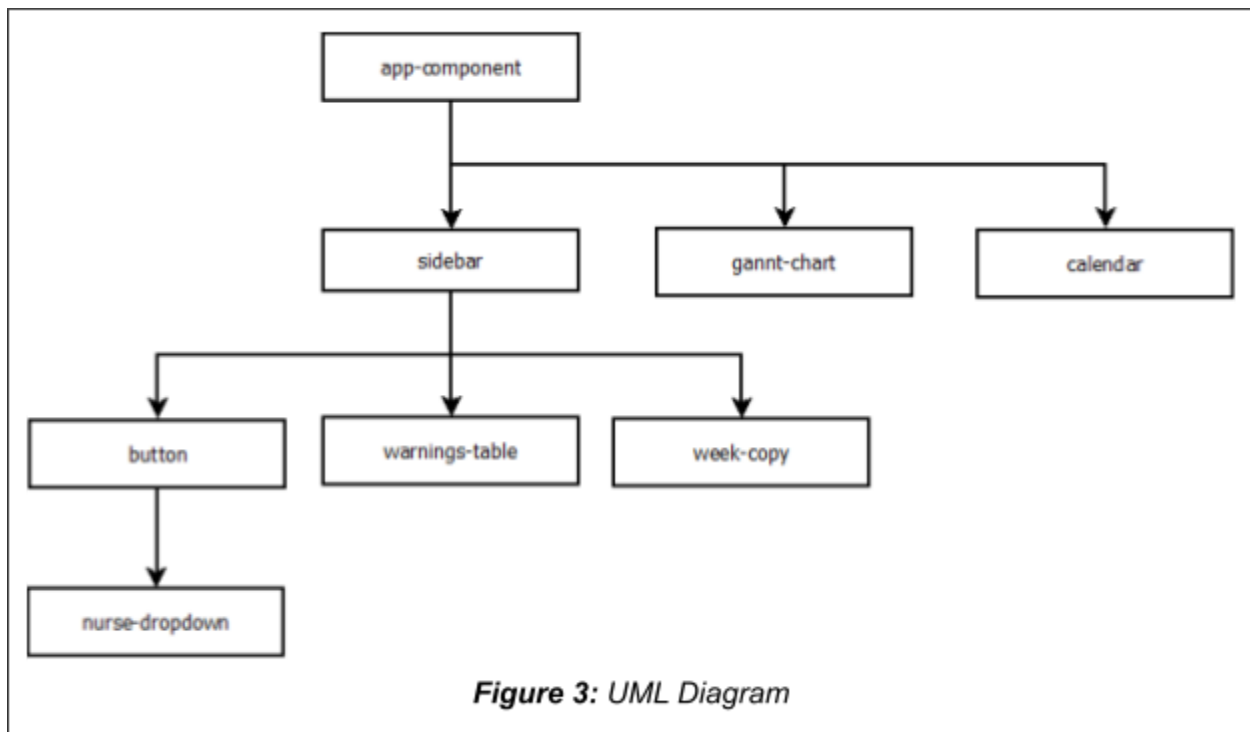 app-component
sidebar
gannt-chart
calendar
button
warnings-table
week-copy
nurse-dropdown
Figure 3: UML Diagram